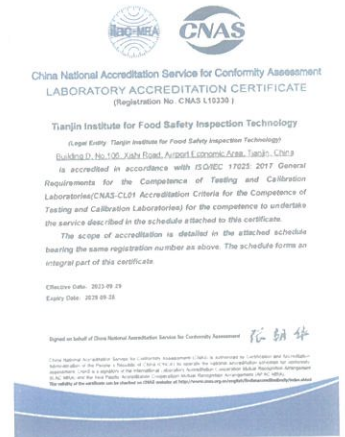 ilac-MRA
CNAS
China National Accreditation Service for Conformity Assessment
LABORATORY ACCREDITATION CERTIFICATE
(Registration No. CNAS L10330 )
Tianjin Institute for Food Safety Inspection Technology
(Legal Entity: Tianjin Institute for Food Safety Inspection Technology)
Building D, No.106, Xishi Road, Airport Economic Area, Tianjin, China
is accredited in accordance with ISO/IEC 17025: 2017 General
Requirements for the Competence of Testing and Calibration
Laboratories(CNAS-CL01 Accreditation Criteria for the Competence of
Testing and Calibration Laboratories) for the competence to undertake
the service described in the schedule attached to this certificate.
The scope of accreditation is detailed in the attached schedule
bearing the same registration number as above. The schedule forms an
integral part of this certificate.
Effective Date: 2023-09-29
Expiry Date: 2029-09-28
Signed on behalf of China National Accreditation Service for Conformity Assessment